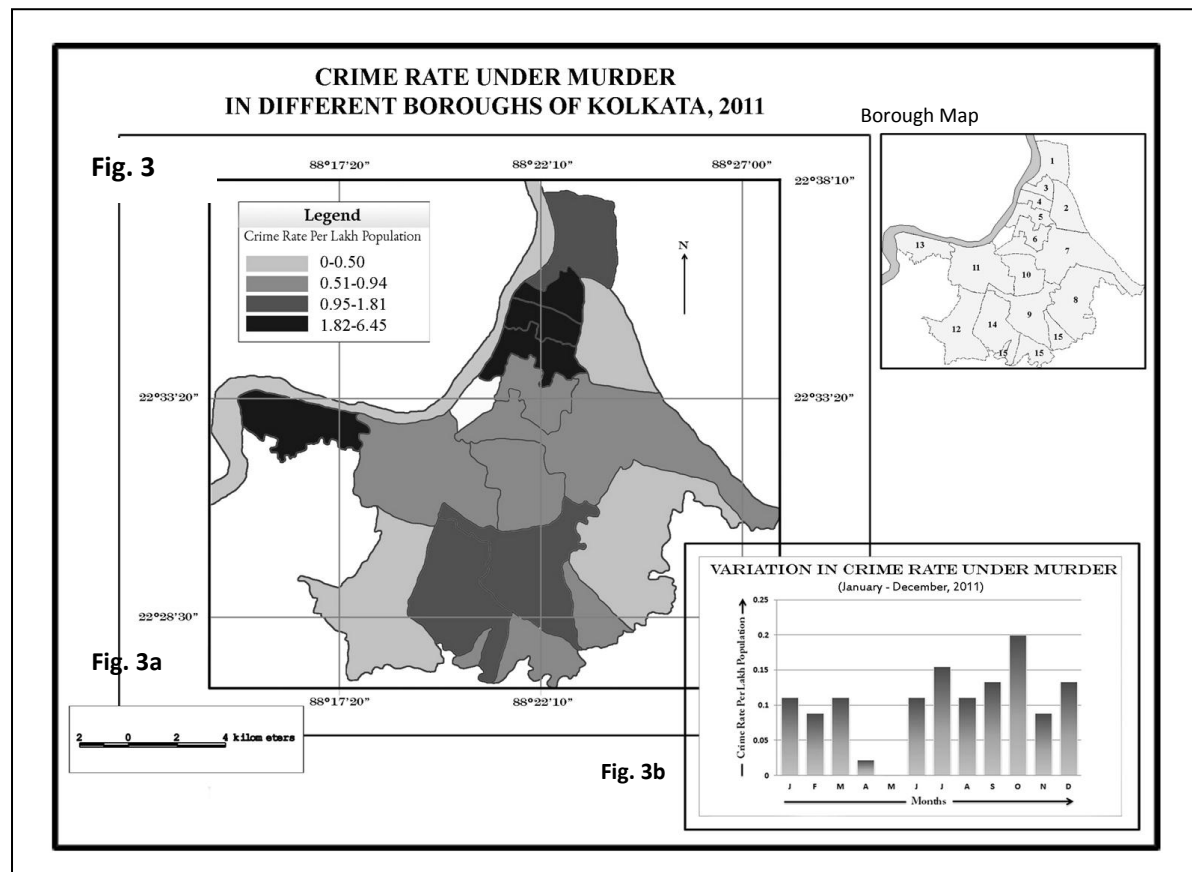 CRIME RATE UNDER MURDER
IN DIFFERENT BOROUGHS OF KOLKATA, 2011
Borough Map
1
3
4
2
5
6
7
13
11
10
8
9
12
14
15
15
15
Fig. 3
88°17'20"
88°22'10"
88°27'00"
22°38'10"
Legend
Crime Rate Per Lakh Population
0-0.50
0.51-0.94
0.95-1.81
1.82-6.45
N
22°33'20"
22°33'20"
22°28'30"
Fig. 3a
88°17'20"
88°22'10"
2 0 2 4 kilom eters
Fig. 3b
VARIATION IN CRIME RATE UNDER MURDER
(January - December, 2011)
Crime Rate Per Lakh Population
0.25
0.2
0.15
0.1
0.05
0
J F M A M J J A S O N D
Months